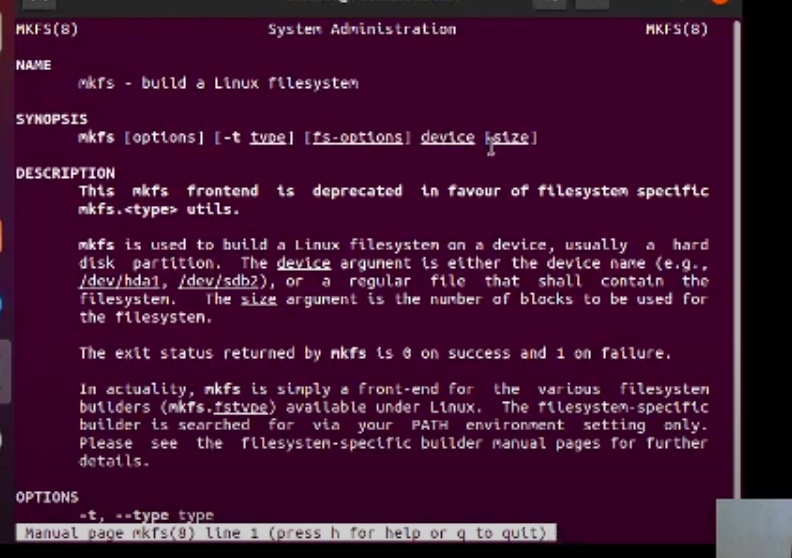 MKFS(8) System Administration MKFS(8)
NAME
mkfs - build a Linux filesystem
SYNOPSIS
mkfs [options] [-t type] [fs-options] device [size]
DESCRIPTION
This mkfs frontend is deprecated in favour of filesystem specific
mkfs.<type> utils.
mkfs is used to build a Linux filesystem on a device, usually a hard
disk partition. The device argument is either the device name (e.g.,
/dev/hda1, /dev/sdb2), or a regular file that shall contain the
filesystem. The size argument is the number of blocks to be used for
the filesystem.
The exit status returned by mkfs is 0 on success and 1 on failure.
In actuality, mkfs is simply a front-end for the various filesystem
builders (mkfs.fstype) available under Linux. The filesystem-specific
builder is searched for via your PATH environment setting only.
Please see the filesystem-specific builder manual pages for further
details.
OPTIONS
-t, --type type
Manual page mkfs(8) line 1 (press h for help or q to quit)